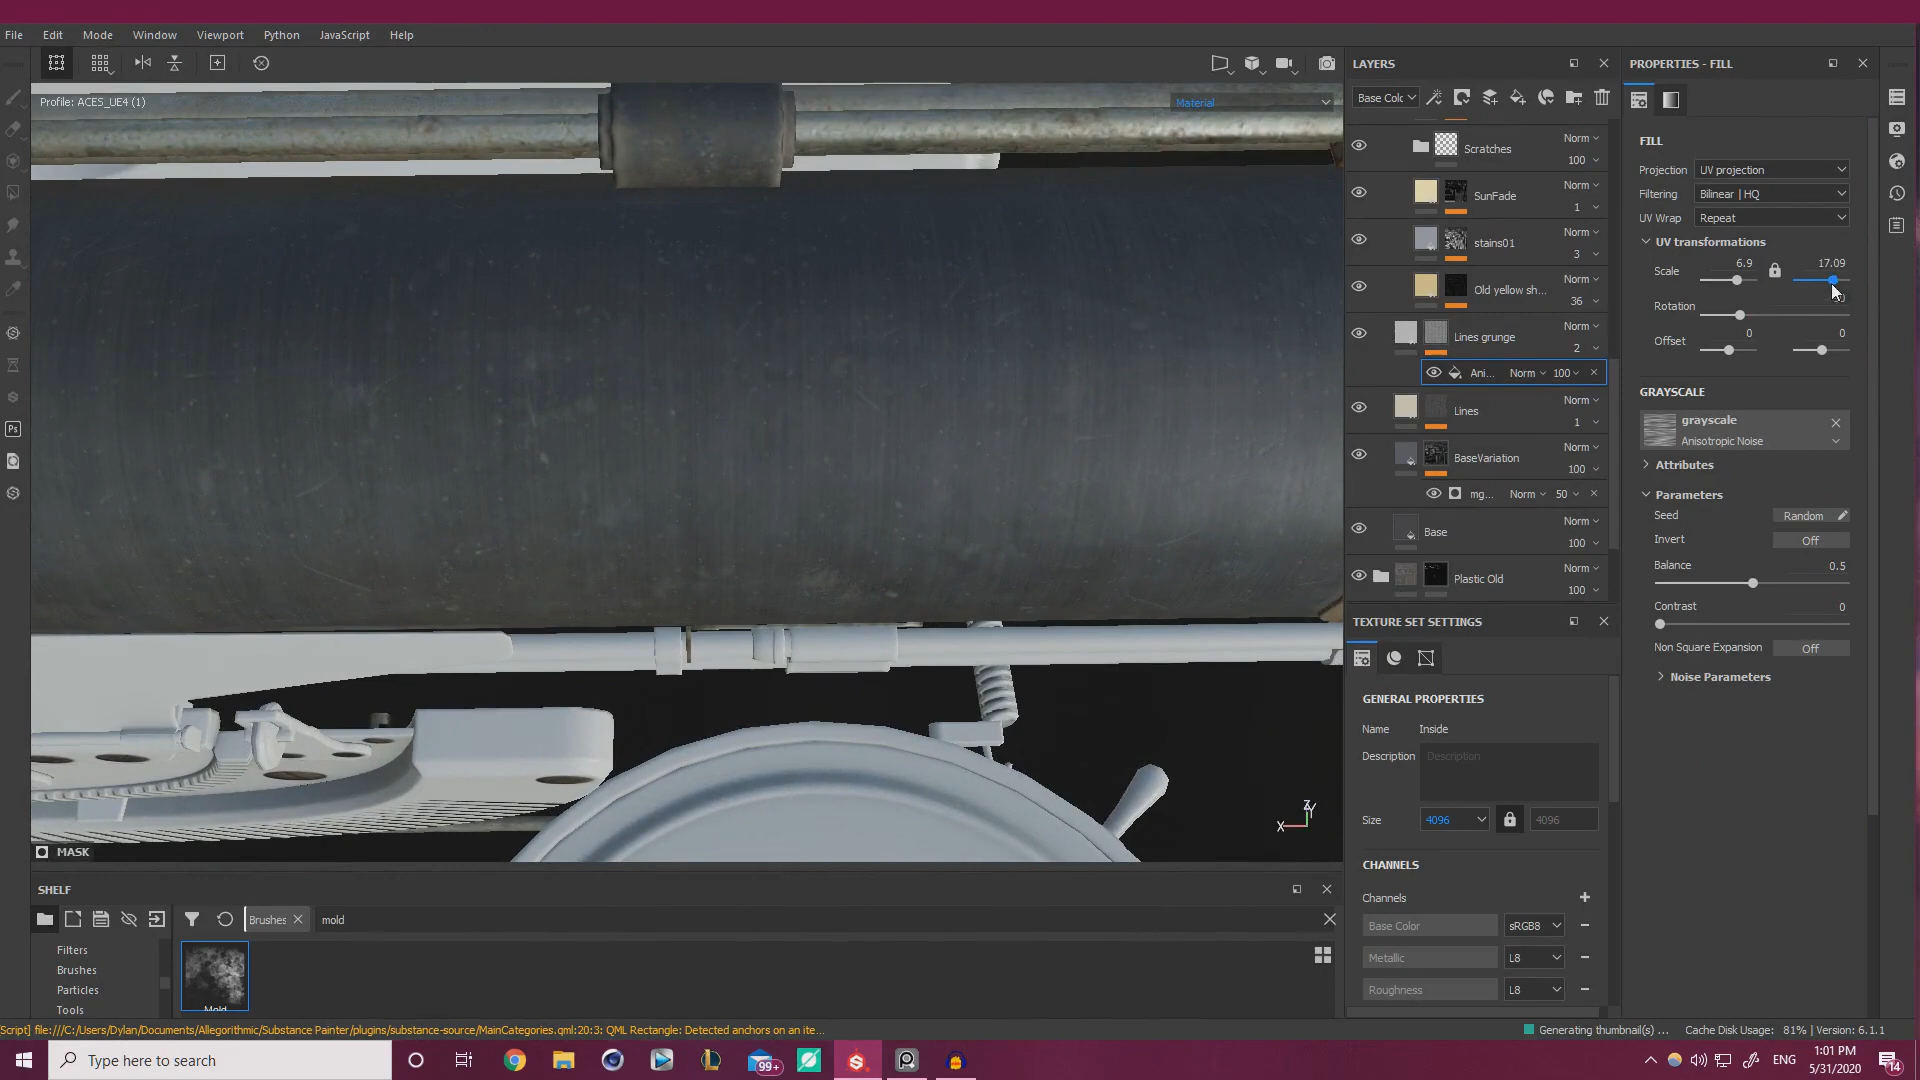 File Edit Mode Window Viewport Python JavaScript Help
Profile: ACES_UE4 (1)
Material
LAYERS
Base Colc
Scratches
Norm
100
SunFade
Norm
1
stains01
Norm
3
Old yellow sh...
Norm
36
Lines grunge
Norm
2
Ani... Norm 100
Lines
Norm
1
BaseVariation
Norm
100
mg... Norm 50
Base
Norm
100
Plastic Old
Norm
100
TEXTURE SET SETTINGS
GENERAL PROPERTIES
Name Inside
Description Description
Size 4096 4096
CHANNELS
Channels
Base Color sRGB8
Metallic L8
Roughness L8
PROPERTIES - FILL
FILL
Projection UV projection
Filtering Bilinear | HQ
UV Wrap Repeat
UV transformations
Scale 6.9 17.09
Rotation
Offset 0 0
GRAYSCALE
grayscale
Anisotropic Noise
Attributes
Parameters
Seed Random
Invert Off
Balance 0.5
Contrast 0
Non Square Expansion Off
Noise Parameters
X
Y
MASK
SHELF
Brushes mold
Filters
Brushes
Particles
Tools
Mold
Script] file:///C:/Users/Dylan/Documents/Allegorithmic/Substance Painter/plugins/substance-source/MainCategories.qml:20:3: QML Rectangle: Detected anchors on an ite...
Generating thumbnail(s) ... Cache Disk Usage: 81% | Version: 6.1.1
Type here to search
Ps
99+
ENG
1:01 PM
5/31/2020
14